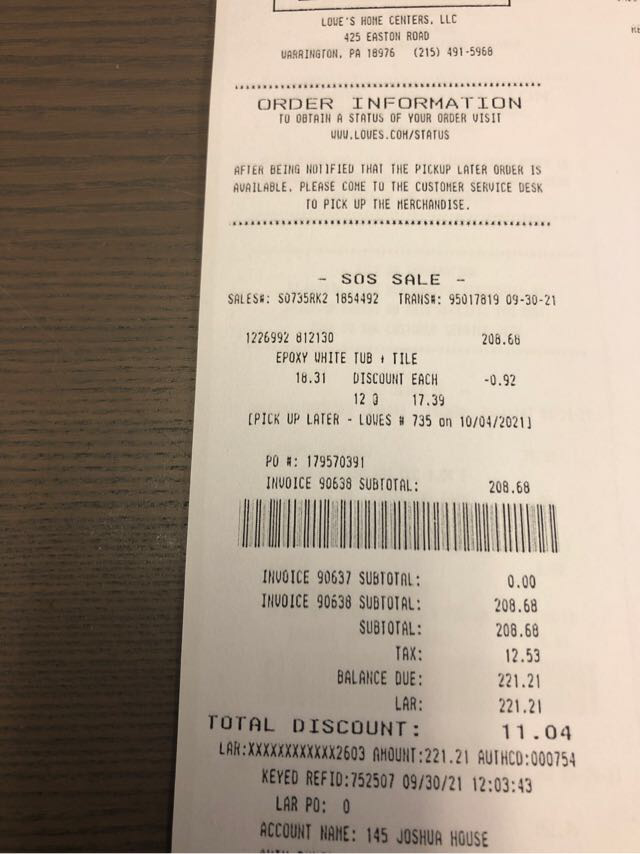 LOWE'S HOME CENTERS, LLC
425 EASTON ROAD
WARRINGTON, PA 18976 (215) 491-5968
ORDER INFORMATION
TO OBTAIN A STATUS OF YOUR ORDER VISIT
WWW.LOWES.COM/STATUS
AFTER BEING NOTIFIED THAT THE PICKUP LATER ORDER IS
AVAILABLE, PLEASE COME TO THE CUSTOMER SERVICE DESK
TO PICK UP THE MERCHANDISE.
- SOS SALE -
SALES#: S0735RK2 1854492 TRANS#: 95017819 09-30-21
1226992 812130 208.68
EPOXY WHITE TUB + TILE
18.31 DISCOUNT EACH -0.92
12 @ 17.39
[PICK UP LATER - LOWES # 735 on 10/04/2021]
PO #: 179570391
INVOICE 90638 SUBTOTAL: 208.68
INVOICE 90637 SUBTOTAL: 0.00
INVOICE 90638 SUBTOTAL: 208.68
SUBTOTAL: 208.68
TAX: 12.53
BALANCE DUE: 221.21
LAR: 221.21
TOTAL DISCOUNT: 11.04
LAR:XXXXXXXXXXXX2603 AMOUNT:221.21 AUTHCD:000754
KEYED REFID:752507 09/30/21 12:03:43
LAR PO: 0
ACCOUNT NAME: 145 JOSHUA HOUSE